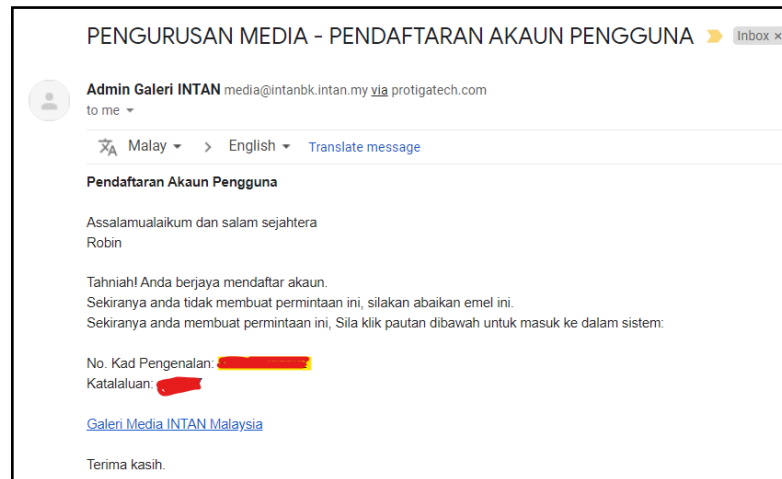 PENGURUSAN MEDIA - PENDAFTARAN AKAUN PENGGUNA Inbox ×
Admin Galeri INTAN media@intanbk.intan.my via protigatech.com
to me
Malay > English Translate message
Pendaftaran Akaun Pengguna
Assalamualaikum dan salam sejahtera
Robin
Tahniah! Anda berjaya mendaftar akaun.
Sekiranya anda tidak membuat permintaan ini, silakan abaikan emel ini.
Sekiranya anda membuat permintaan ini, Sila klik pautan dibawah untuk masuk ke dalam sistem:
No. Kad Pengenalan:
Katalaluan:
Galeri Media INTAN Malaysia
Terima kasih.